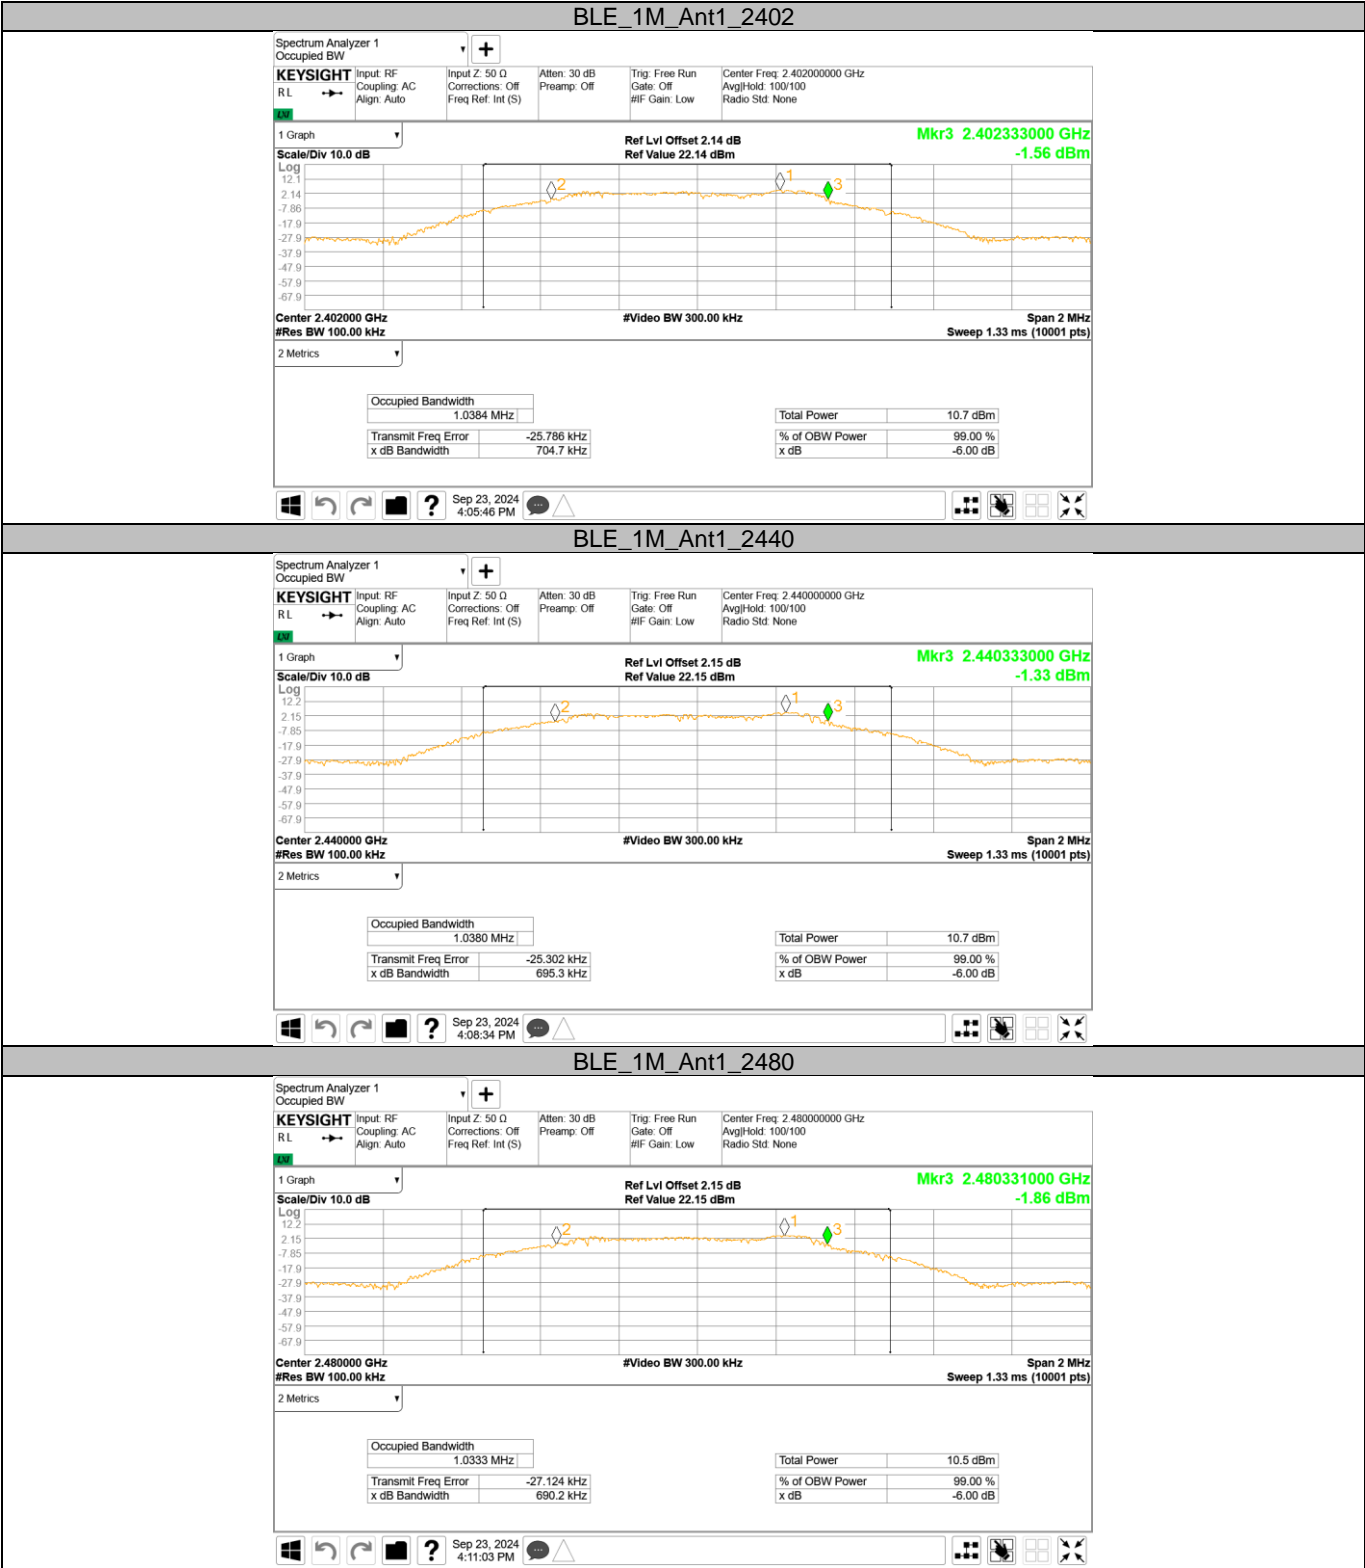 BLE_1M_Ant1_2402
Spectrum Analyzer 1
Occupied BW
KEYSIGHT Input: RF Input Z: 50 Ω Atten: 30 dB Trig: Free Run Center Freq: 2.402000000 GHz
R L Coupling: AC Corrections: Off Preamp: Off Gate: Off Avg|Hold: 100/100
Align: Auto Freq Ref: Int (S) #IF Gain: Low Radio Std: None
LXI
1 Graph Ref Lvl Offset 2.14 dB Mkr3 2.402333000 GHz
Scale/Div 10.0 dB Ref Value 22.14 dBm -1.56 dBm
Log
12.1
2.14
-7.86
-17.9
-27.9
-37.9
-47.9
-57.9
-67.9
2 1 3
Center 2.402000 GHz #Video BW 300.00 kHz Span 2 MHz
#Res BW 100.00 kHz Sweep 1.33 ms (10001 pts)
2 Metrics
Occupied Bandwidth
1.0384 MHz Total Power 10.7 dBm
Transmit Freq Error -25.786 kHz % of OBW Power 99.00 %
x dB Bandwidth 704.7 kHz x dB -6.00 dB
? Sep 23, 2024
4:05:46 PM
BLE_1M_Ant1_2440
Spectrum Analyzer 1
Occupied BW
KEYSIGHT Input: RF Input Z: 50 Ω Atten: 30 dB Trig: Free Run Center Freq: 2.440000000 GHz
R L Coupling: AC Corrections: Off Preamp: Off Gate: Off Avg|Hold: 100/100
Align: Auto Freq Ref: Int (S) #IF Gain: Low Radio Std: None
LXI
1 Graph Ref Lvl Offset 2.15 dB Mkr3 2.440333000 GHz
Scale/Div 10.0 dB Ref Value 22.15 dBm -1.33 dBm
Log
12.2
2.15
-7.85
-17.9
-27.9
-37.9
-47.9
-57.9
-67.9
2 1 3
Center 2.440000 GHz #Video BW 300.00 kHz Span 2 MHz
#Res BW 100.00 kHz Sweep 1.33 ms (10001 pts)
2 Metrics
Occupied Bandwidth
1.0380 MHz Total Power 10.7 dBm
Transmit Freq Error -25.302 kHz % of OBW Power 99.00 %
x dB Bandwidth 695.3 kHz x dB -6.00 dB
? Sep 23, 2024
4:08:34 PM
BLE_1M_Ant1_2480
Spectrum Analyzer 1
Occupied BW
KEYSIGHT Input: RF Input Z: 50 Ω Atten: 30 dB Trig: Free Run Center Freq: 2.480000000 GHz
R L Coupling: AC Corrections: Off Preamp: Off Gate: Off Avg|Hold: 100/100
Align: Auto Freq Ref: Int (S) #IF Gain: Low Radio Std: None
LXI
1 Graph Ref Lvl Offset 2.15 dB Mkr3 2.480331000 GHz
Scale/Div 10.0 dB Ref Value 22.15 dBm -1.86 dBm
Log
12.2
2.15
-7.85
-17.9
-27.9
-37.9
-47.9
-57.9
-67.9
2 1 3
Center 2.480000 GHz #Video BW 300.00 kHz Span 2 MHz
#Res BW 100.00 kHz Sweep 1.33 ms (10001 pts)
2 Metrics
Occupied Bandwidth
1.0333 MHz Total Power 10.5 dBm
Transmit Freq Error -27.124 kHz % of OBW Power 99.00 %
x dB Bandwidth 690.2 kHz x dB -6.00 dB
? Sep 23, 2024
4:11:03 PM